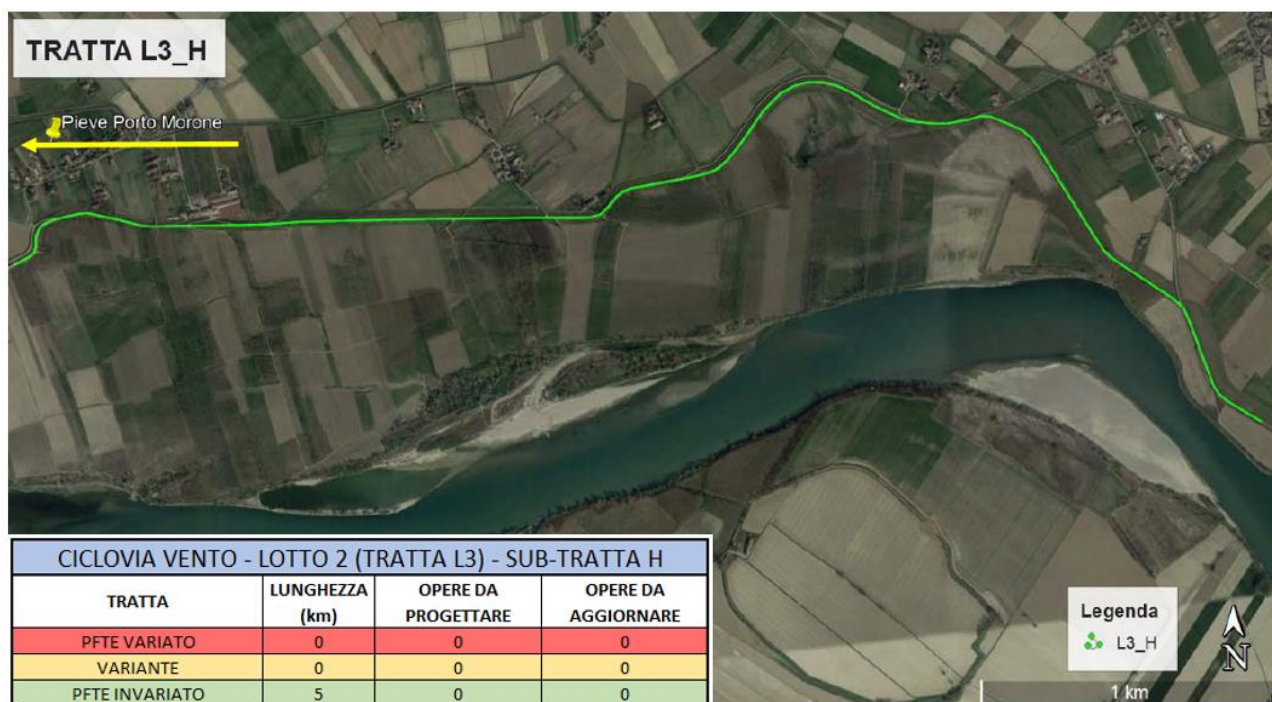 TRATTA L3_H
Pieve Porto Morone
CICLOVIA VENTO - LOTTO 2 (TRATTA L3) - SUB-TRATTA H
TRATTA LUNGHEZZA (km) OPERE DA PROGETTARE OPERE DA AGGIORNARE
PFTE VARIATO 0 0 0
VARIANTE 0 0 0
PFTE INVARIATO 5 0 0
Legenda
L3_H
N
1 km